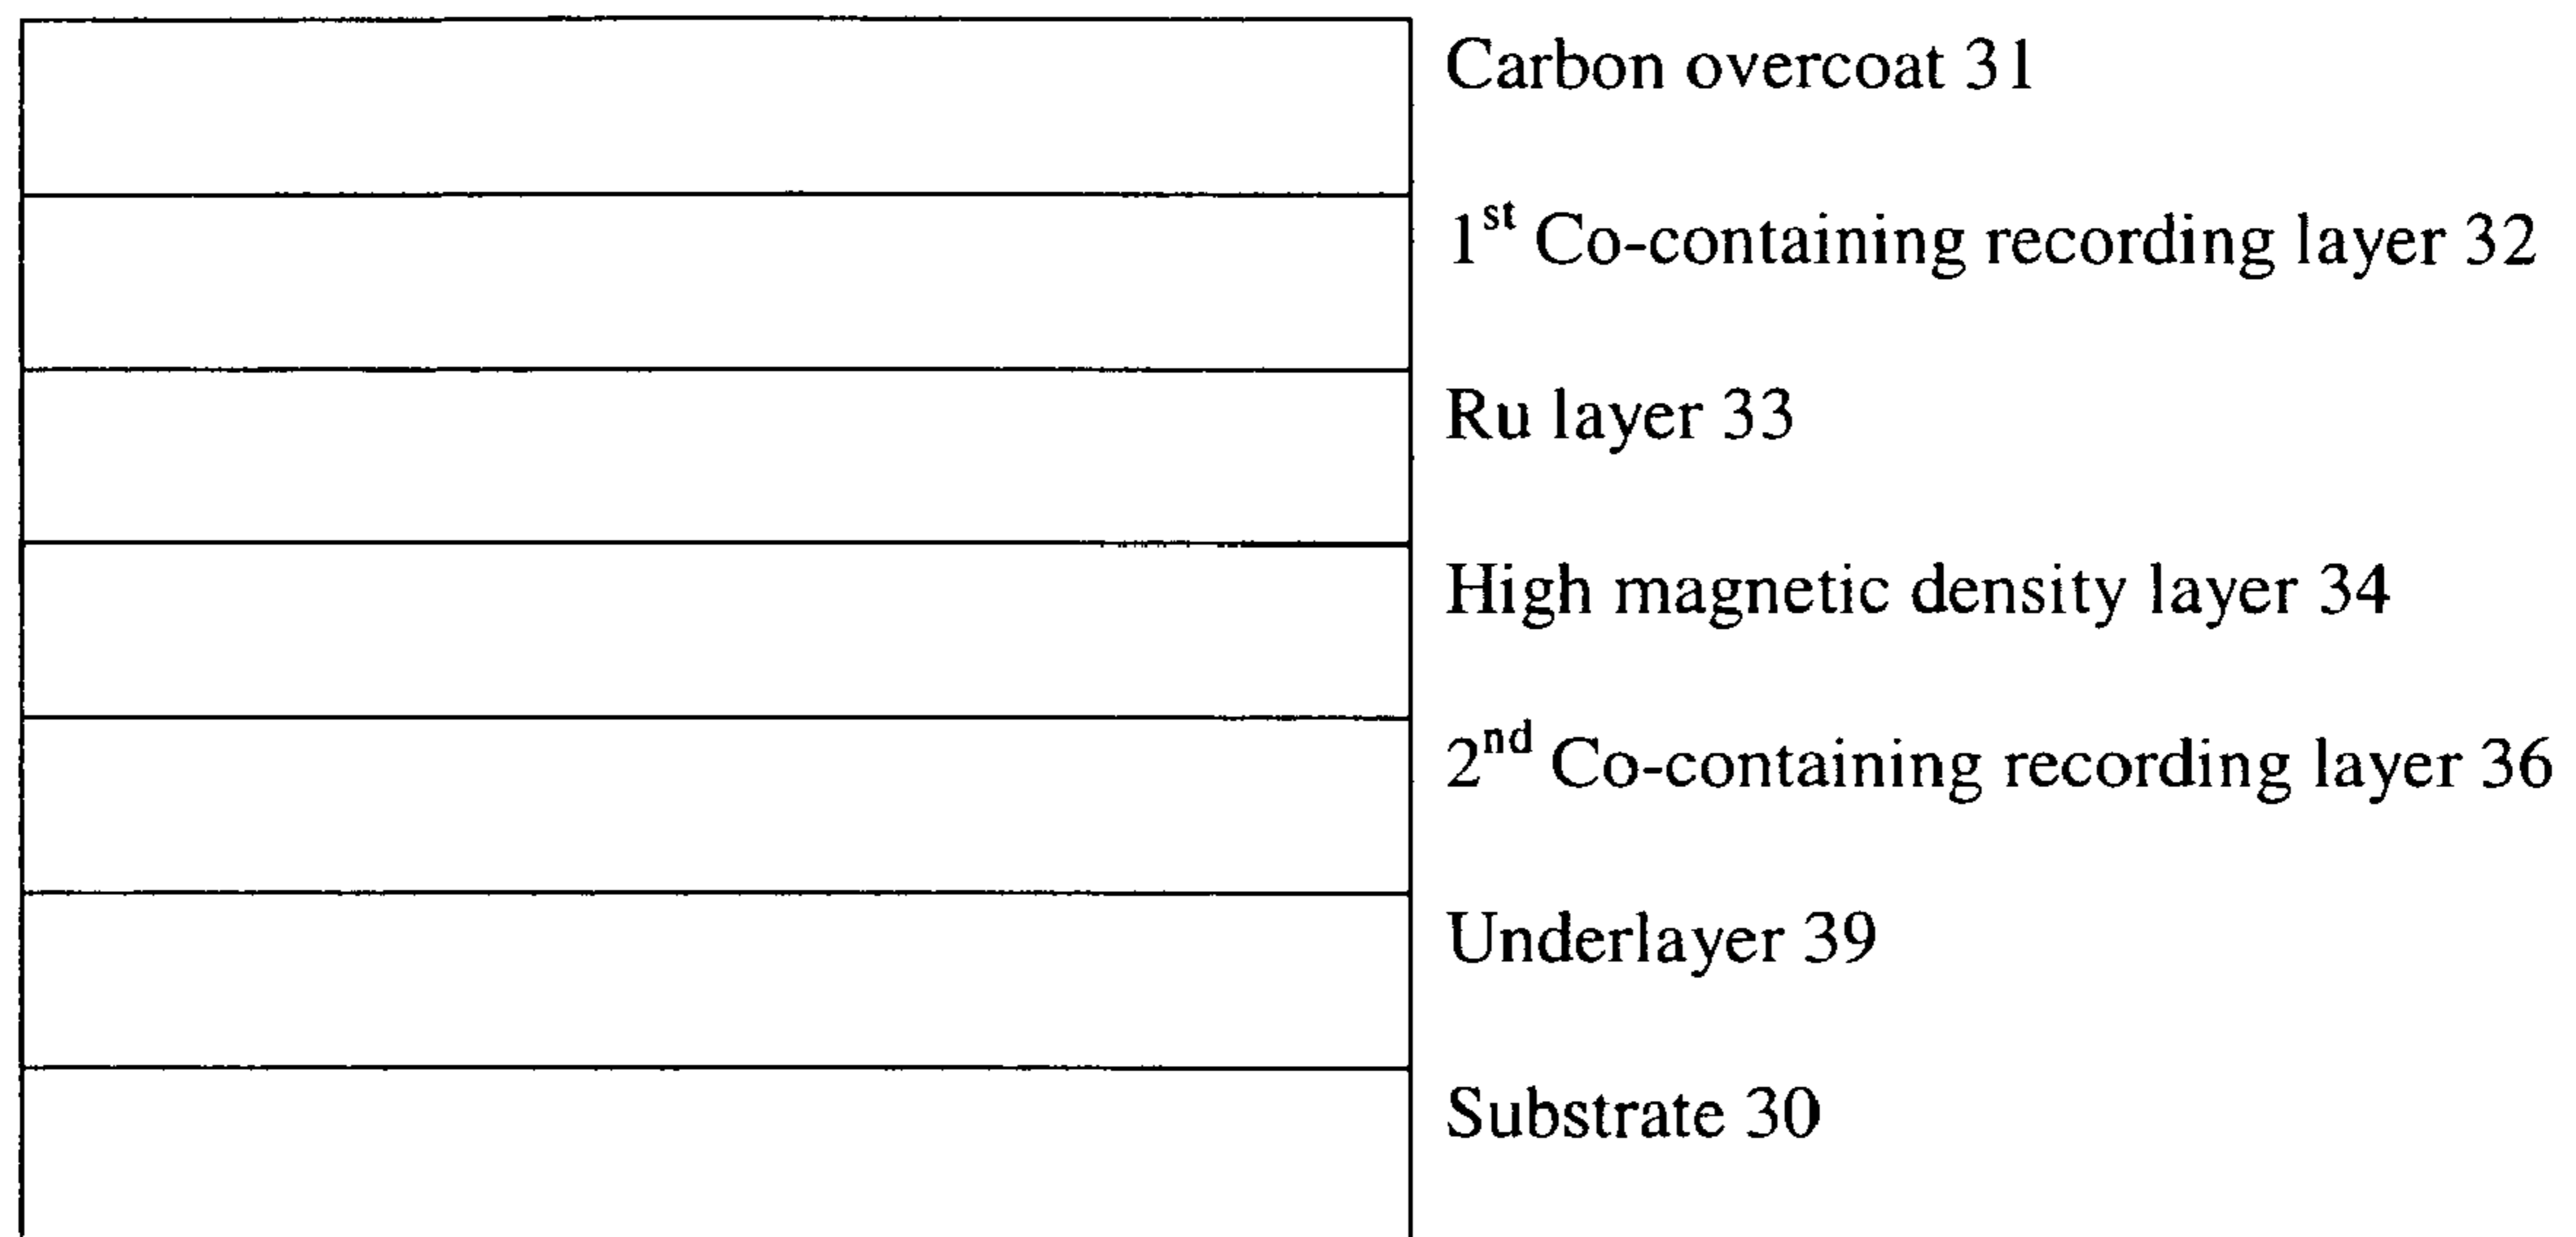 Carbon overcoat 31
1st Co-containing recording layer 32
Ru layer 33
High magnetic density layer 34
2nd Co-containing recording layer 36
Underlayer 39
Substrate 30